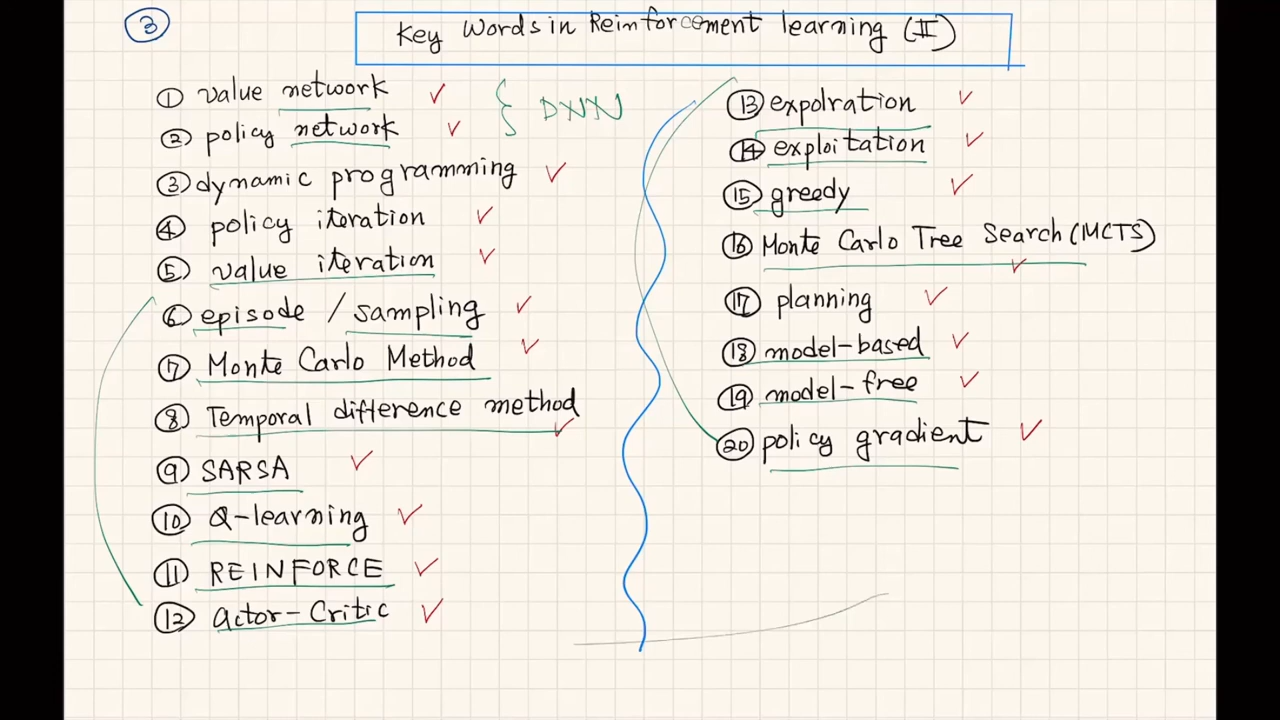 ③
Key Words in Reinforcement learning (II)
① value network ✓
② policy network ✓
} DNN
③ dynamic programming ✓
④ policy iteration ✓
⑤ value iteration ✓
⑥ episode / sampling ✓
⑦ Monte Carlo Method ✓
⑧ Temporal difference method ✓
⑨ SARSA ✓
⑩ Q-learning ✓
⑪ REINFORCE ✓
⑫ Actor-Critic ✓
⑬ expolration ✓
⑭ exploitation ✓
⑮ greedy ✓
⑯ Monte Carlo Tree Search (MCTS) ✓
⑰ planning ✓
⑱ model-based ✓
⑲ model-free ✓
⑳ policy gradient ✓